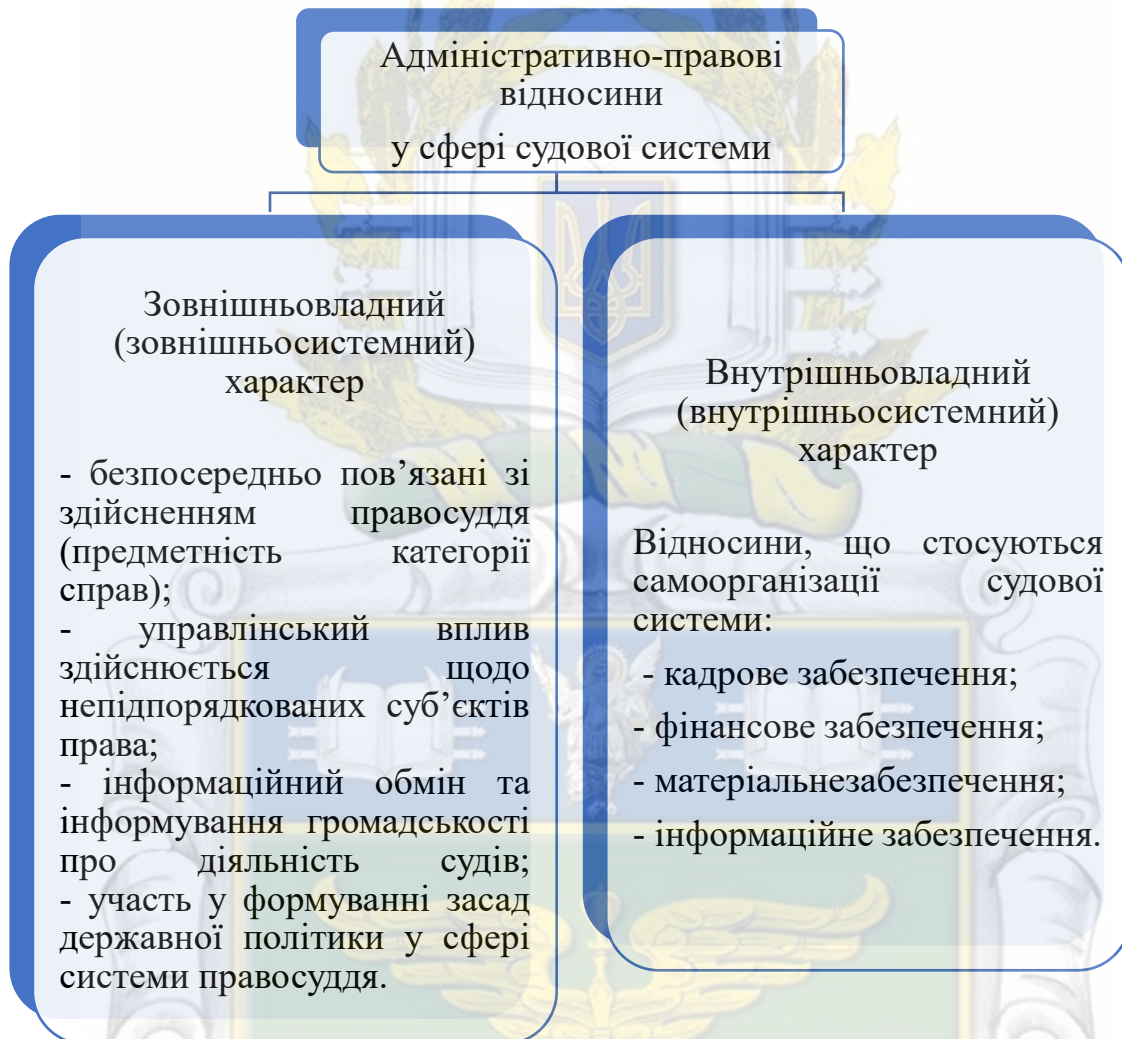 Адміністративно-правові
відносини
у сфері судової системи
Зовнішньовладний
(зовнішньосистемний)
характер
- безпосередньо пов’язані зі
здійсненням правосуддя
(предметність категорії
справ);
- управлінський вплив
здійснюється щодо
непідпорядкованих суб’єктів
права;
- інформаційний обмін та
інформування громадськості
про діяльність судів;
- участь у формуванні засад
державної політики у сфері
системи правосуддя.
Внутрішньовладний
(внутрішньосистемний)
характер
Відносини, що стосуються
самоорганізації судової
системи:
- кадрове забезпечення;
- фінансове забезпечення;
- матеріальнезабезпечення;
- інформаційне забезпечення.